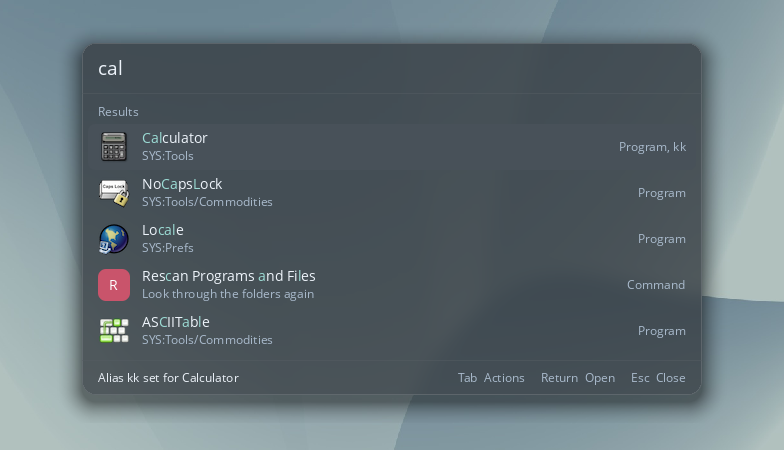 cal
Results
Calculator
SYS:Tools
Program, kk
Caps Lock
NoCapsLock
SYS:Tools/Commodities
Program
Locale
SYS:Prefs
Program
R
Rescan Programs and Files
Look through the folders again
Command
ASCIITable
SYS:Tools/Commodities
Program
Alias kk set for Calculator
Tab Actions Return Open Esc Close